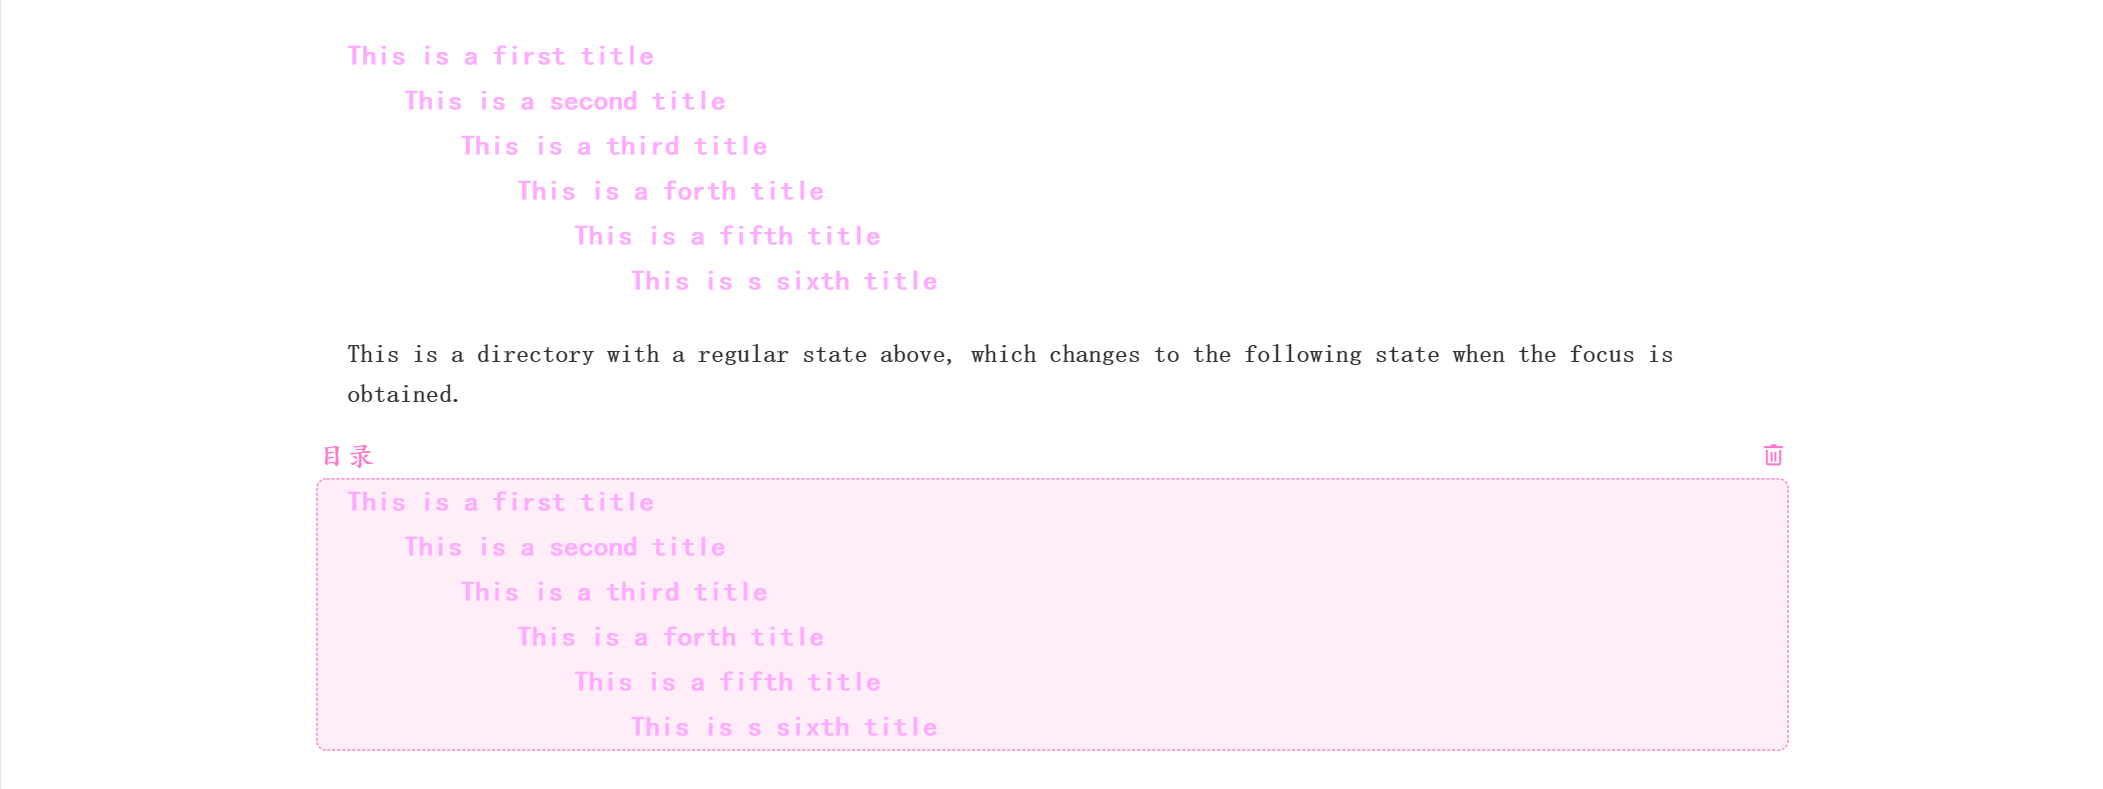 This is a first title
This is a second title
This is a third title
This is a forth title
This is a fifth title
This is s sixth title
This is a directory with a regular state above, which changes to the following state when the focus is
obtained.
目录
This is a first title
This is a second title
This is a third title
This is a forth title
This is a fifth title
This is s sixth title